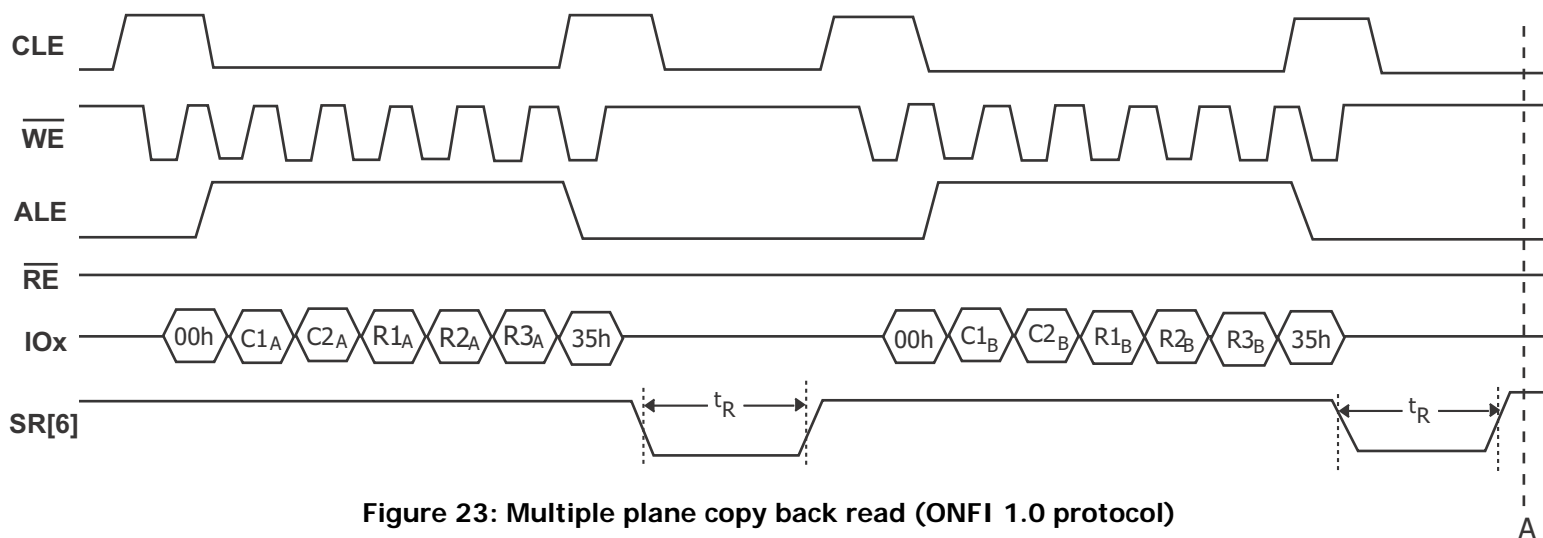 CLE
WE
ALE
RE
IOx 00h C1A C2A R1A R2A R3A 35h 00h C1B C2B R1B R2B R3B 35h
SR[6] tR tR
Figure 23: Multiple plane copy back read (ONFI 1.0 protocol)
A